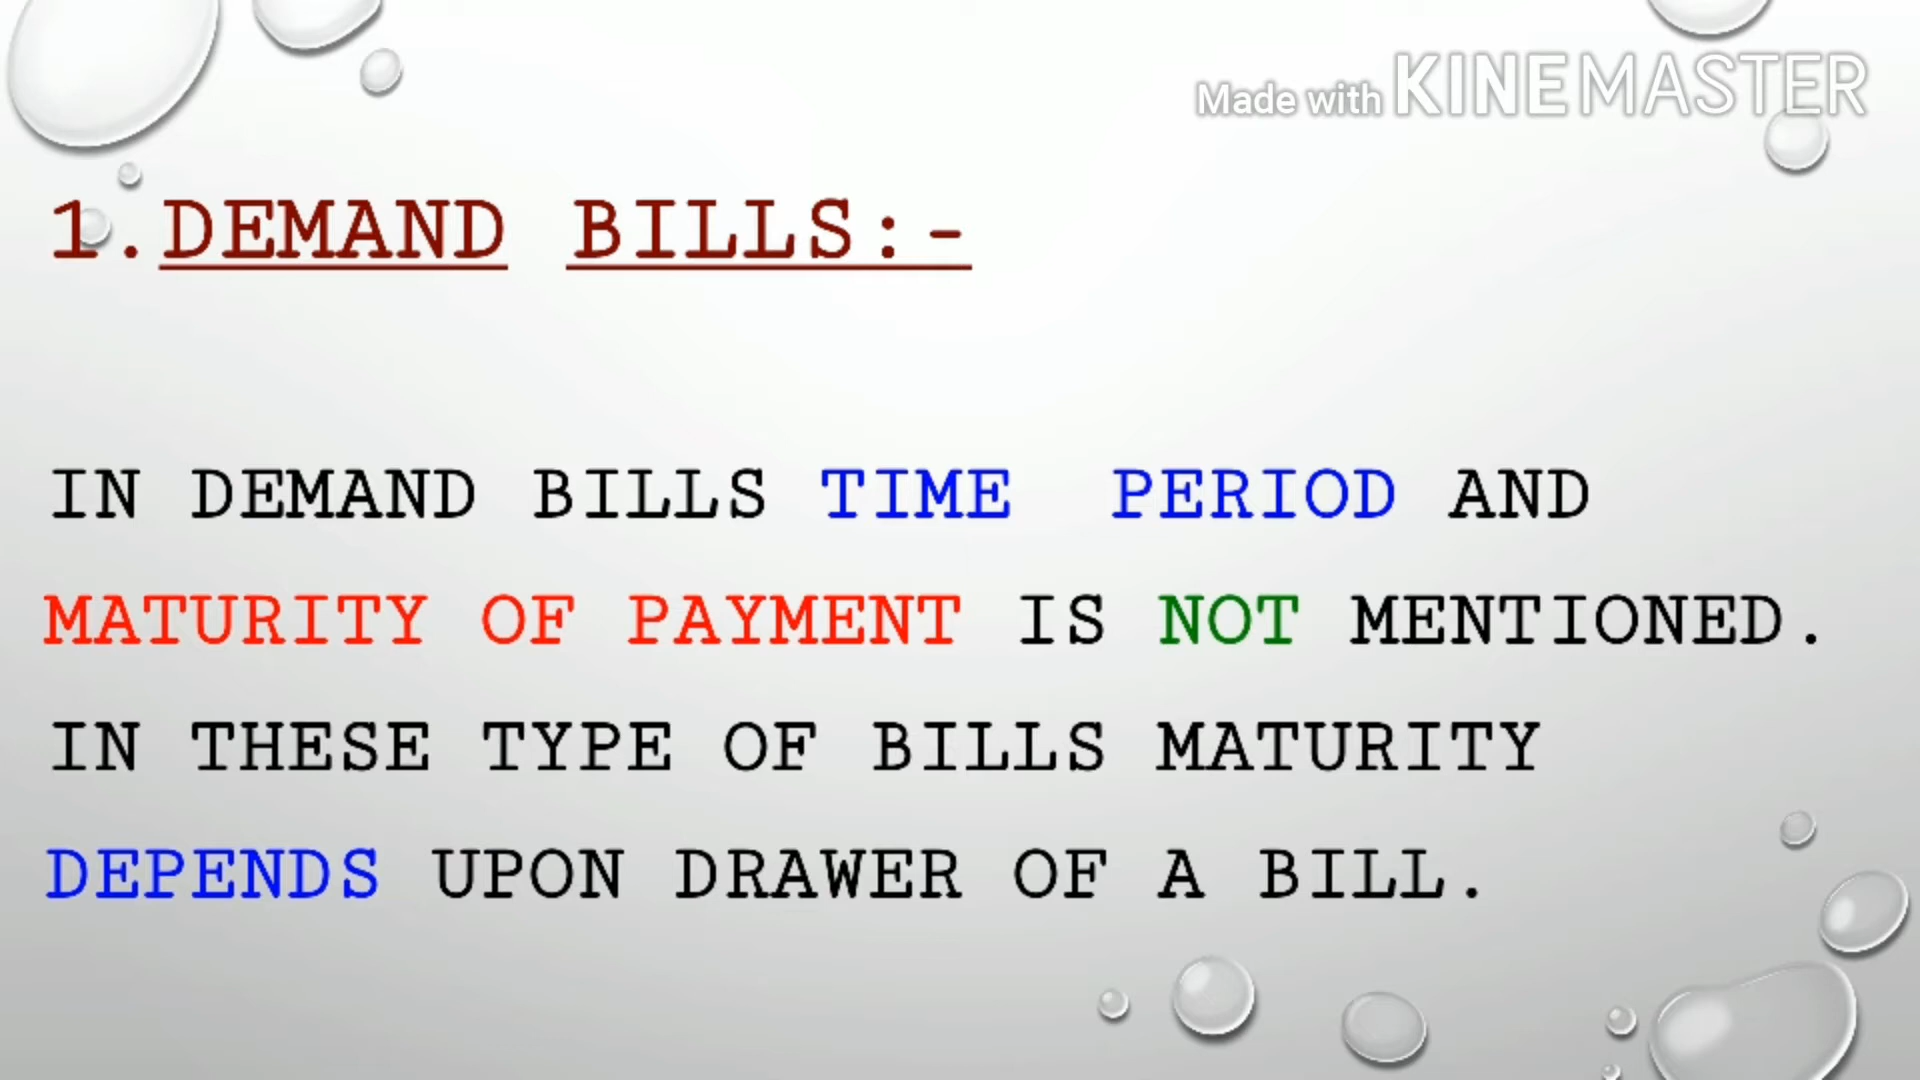 Made with KINEMASTER
1.DEMAND BILLS:-
IN DEMAND BILLS TIME PERIOD AND
MATURITY OF PAYMENT IS NOT MENTIONED.
IN THESE TYPE OF BILLS MATURITY
DEPENDS UPON DRAWER OF A BILL.